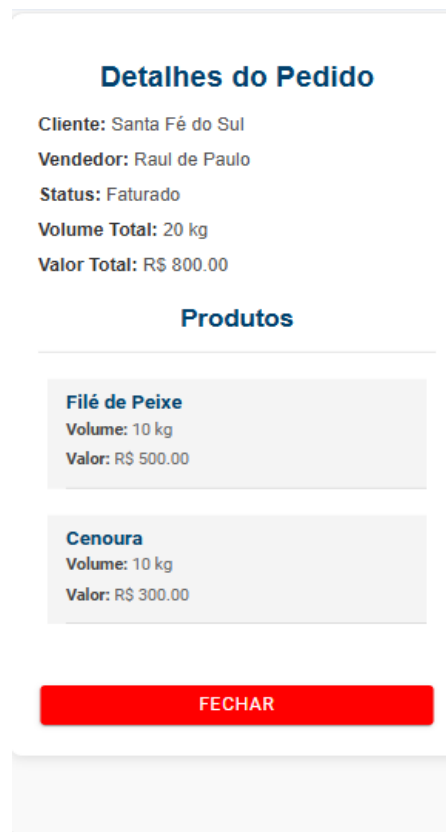 Detalhes do Pedido
Cliente: Santa Fé do Sul
Vendedor: Raul de Paulo
Status: Faturado
Volume Total: 20 kg
Valor Total: R$ 800.00
Produtos
Filé de Peixe
Volume: 10 kg
Valor: R$ 500.00
Cenoura
Volume: 10 kg
Valor: R$ 300.00
FECHAR